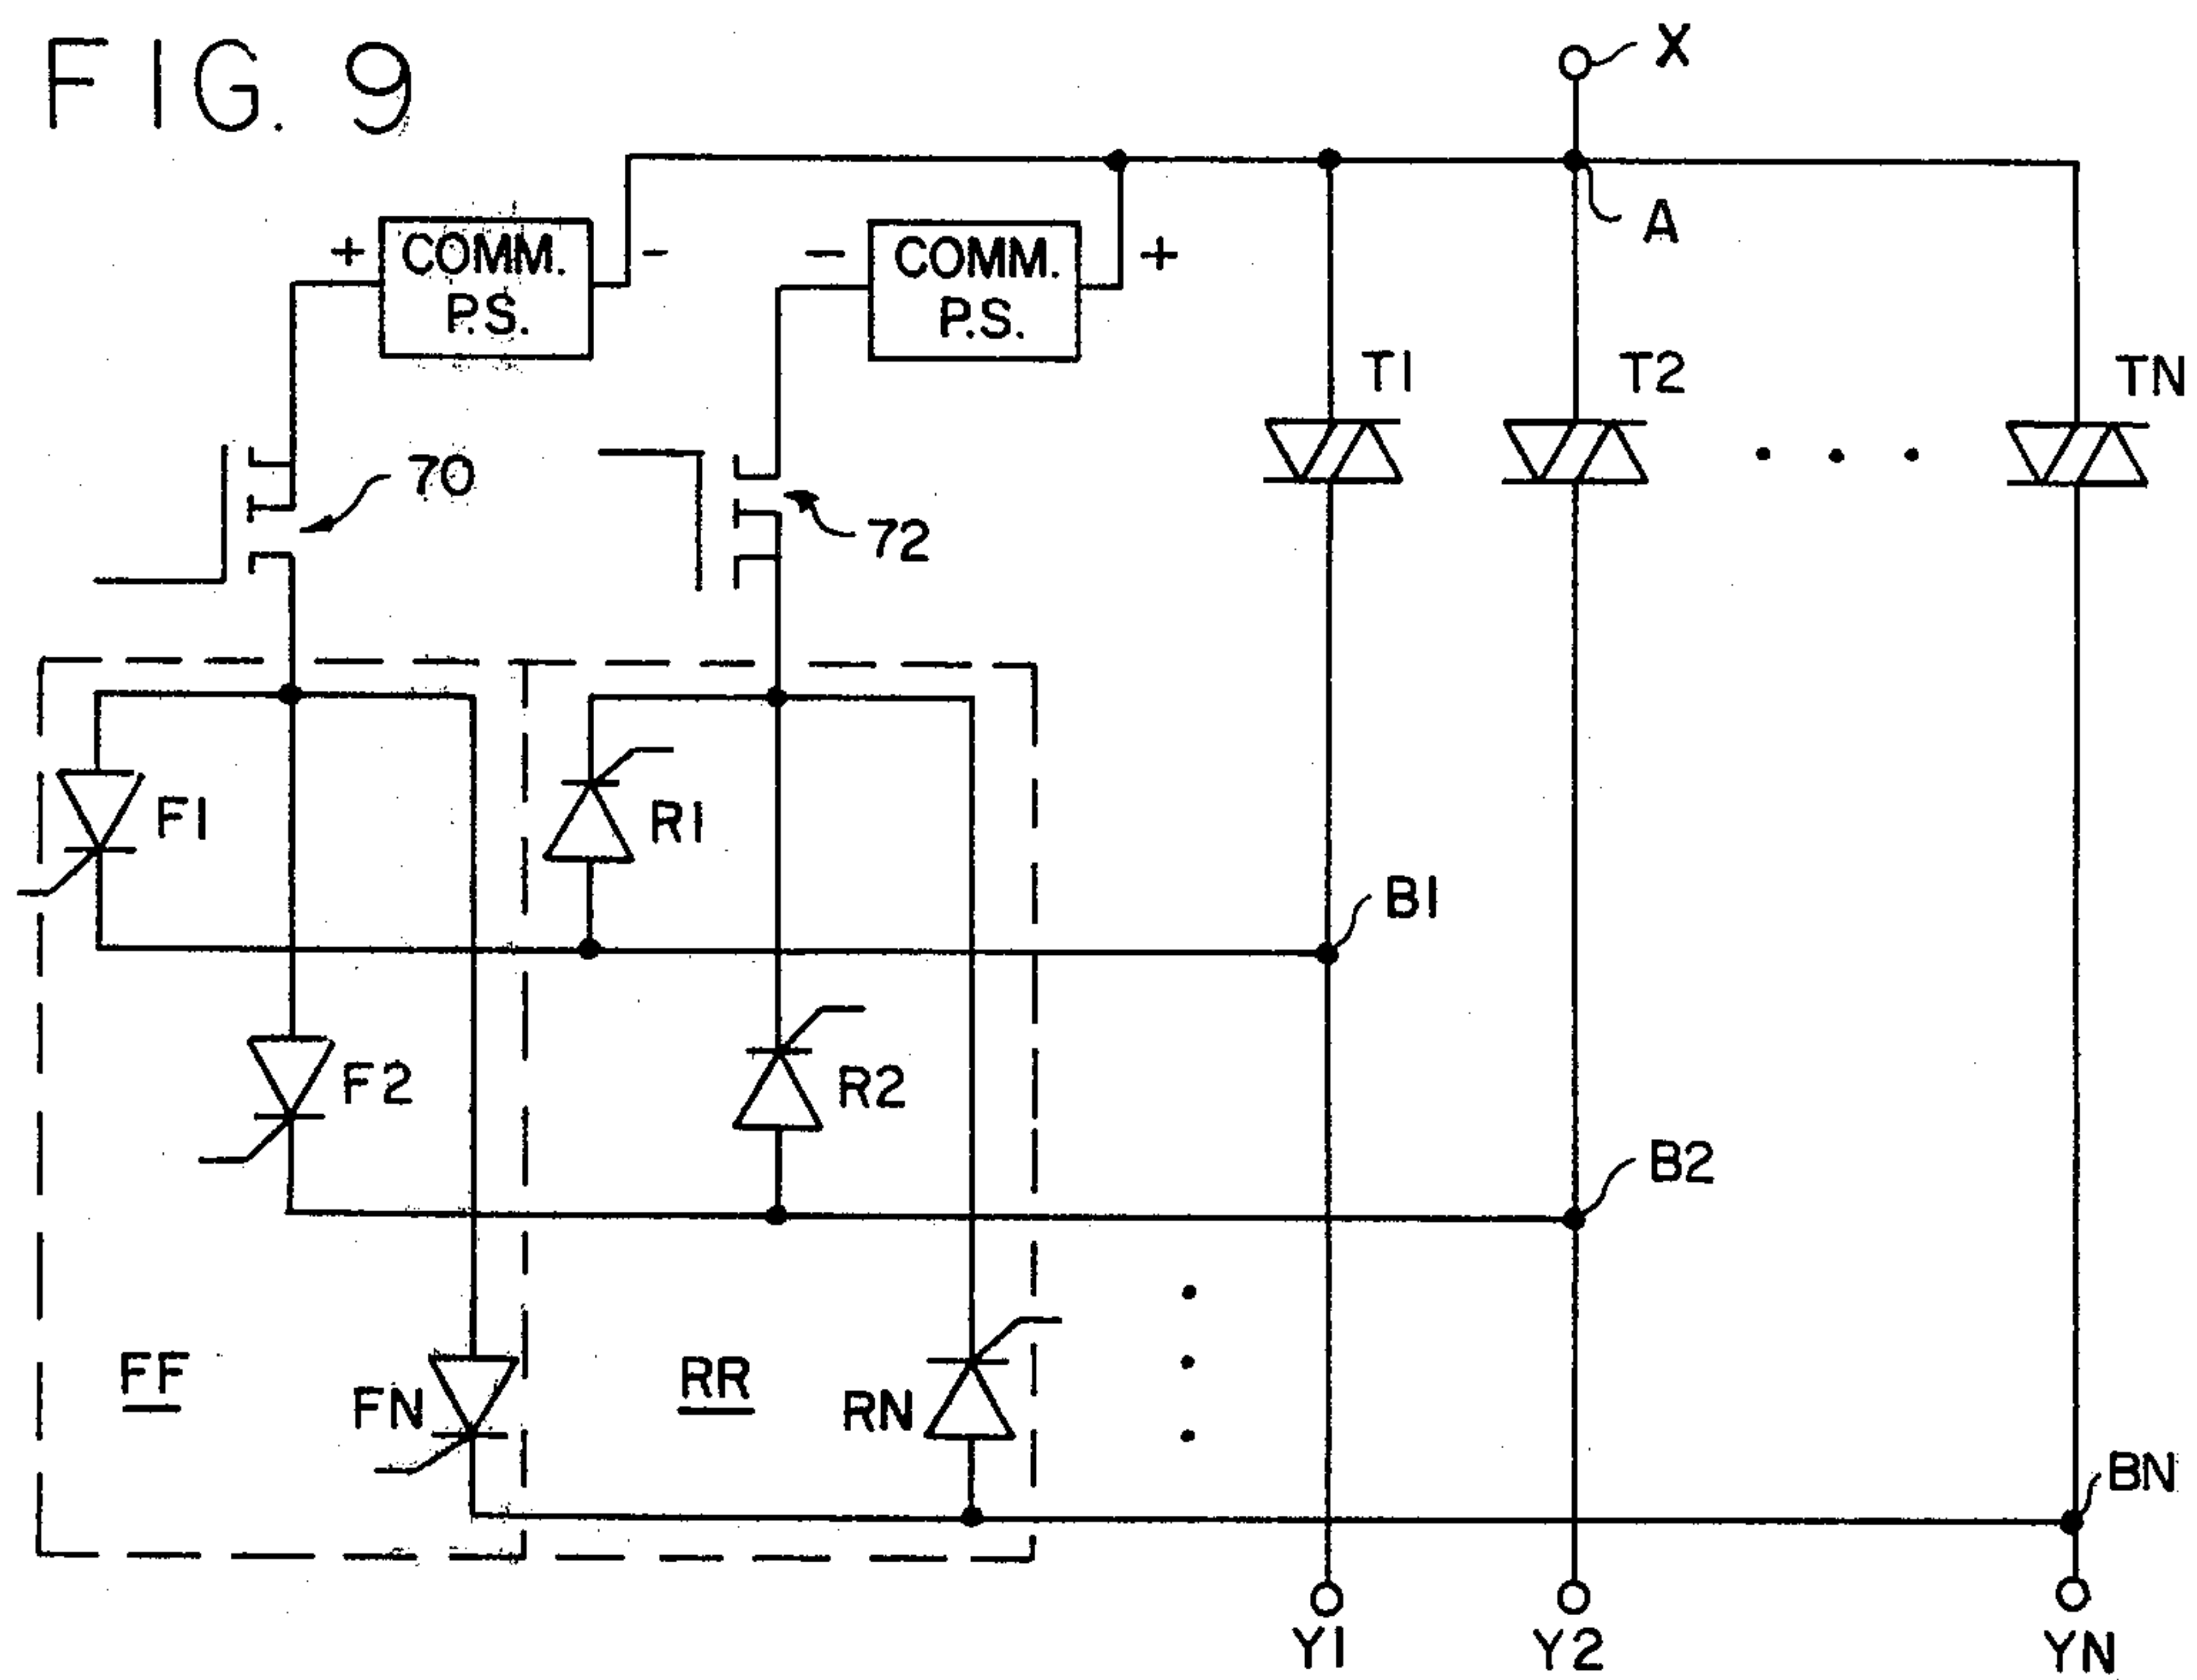 FIG. 9
X
A
+ COMM. P.S. -
- COMM. P.S. +
T1
T2
TN
70
72
F1
R1
B1
F2
R2
B2
FF
FN
RR
RN
BN
Y1
Y2
YN